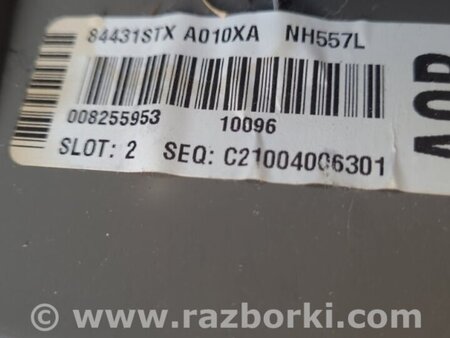 84431STX A010XA NH557L
008255953 10096
SLOT: 2 SEQ: C21004006301
© www.razborki.com